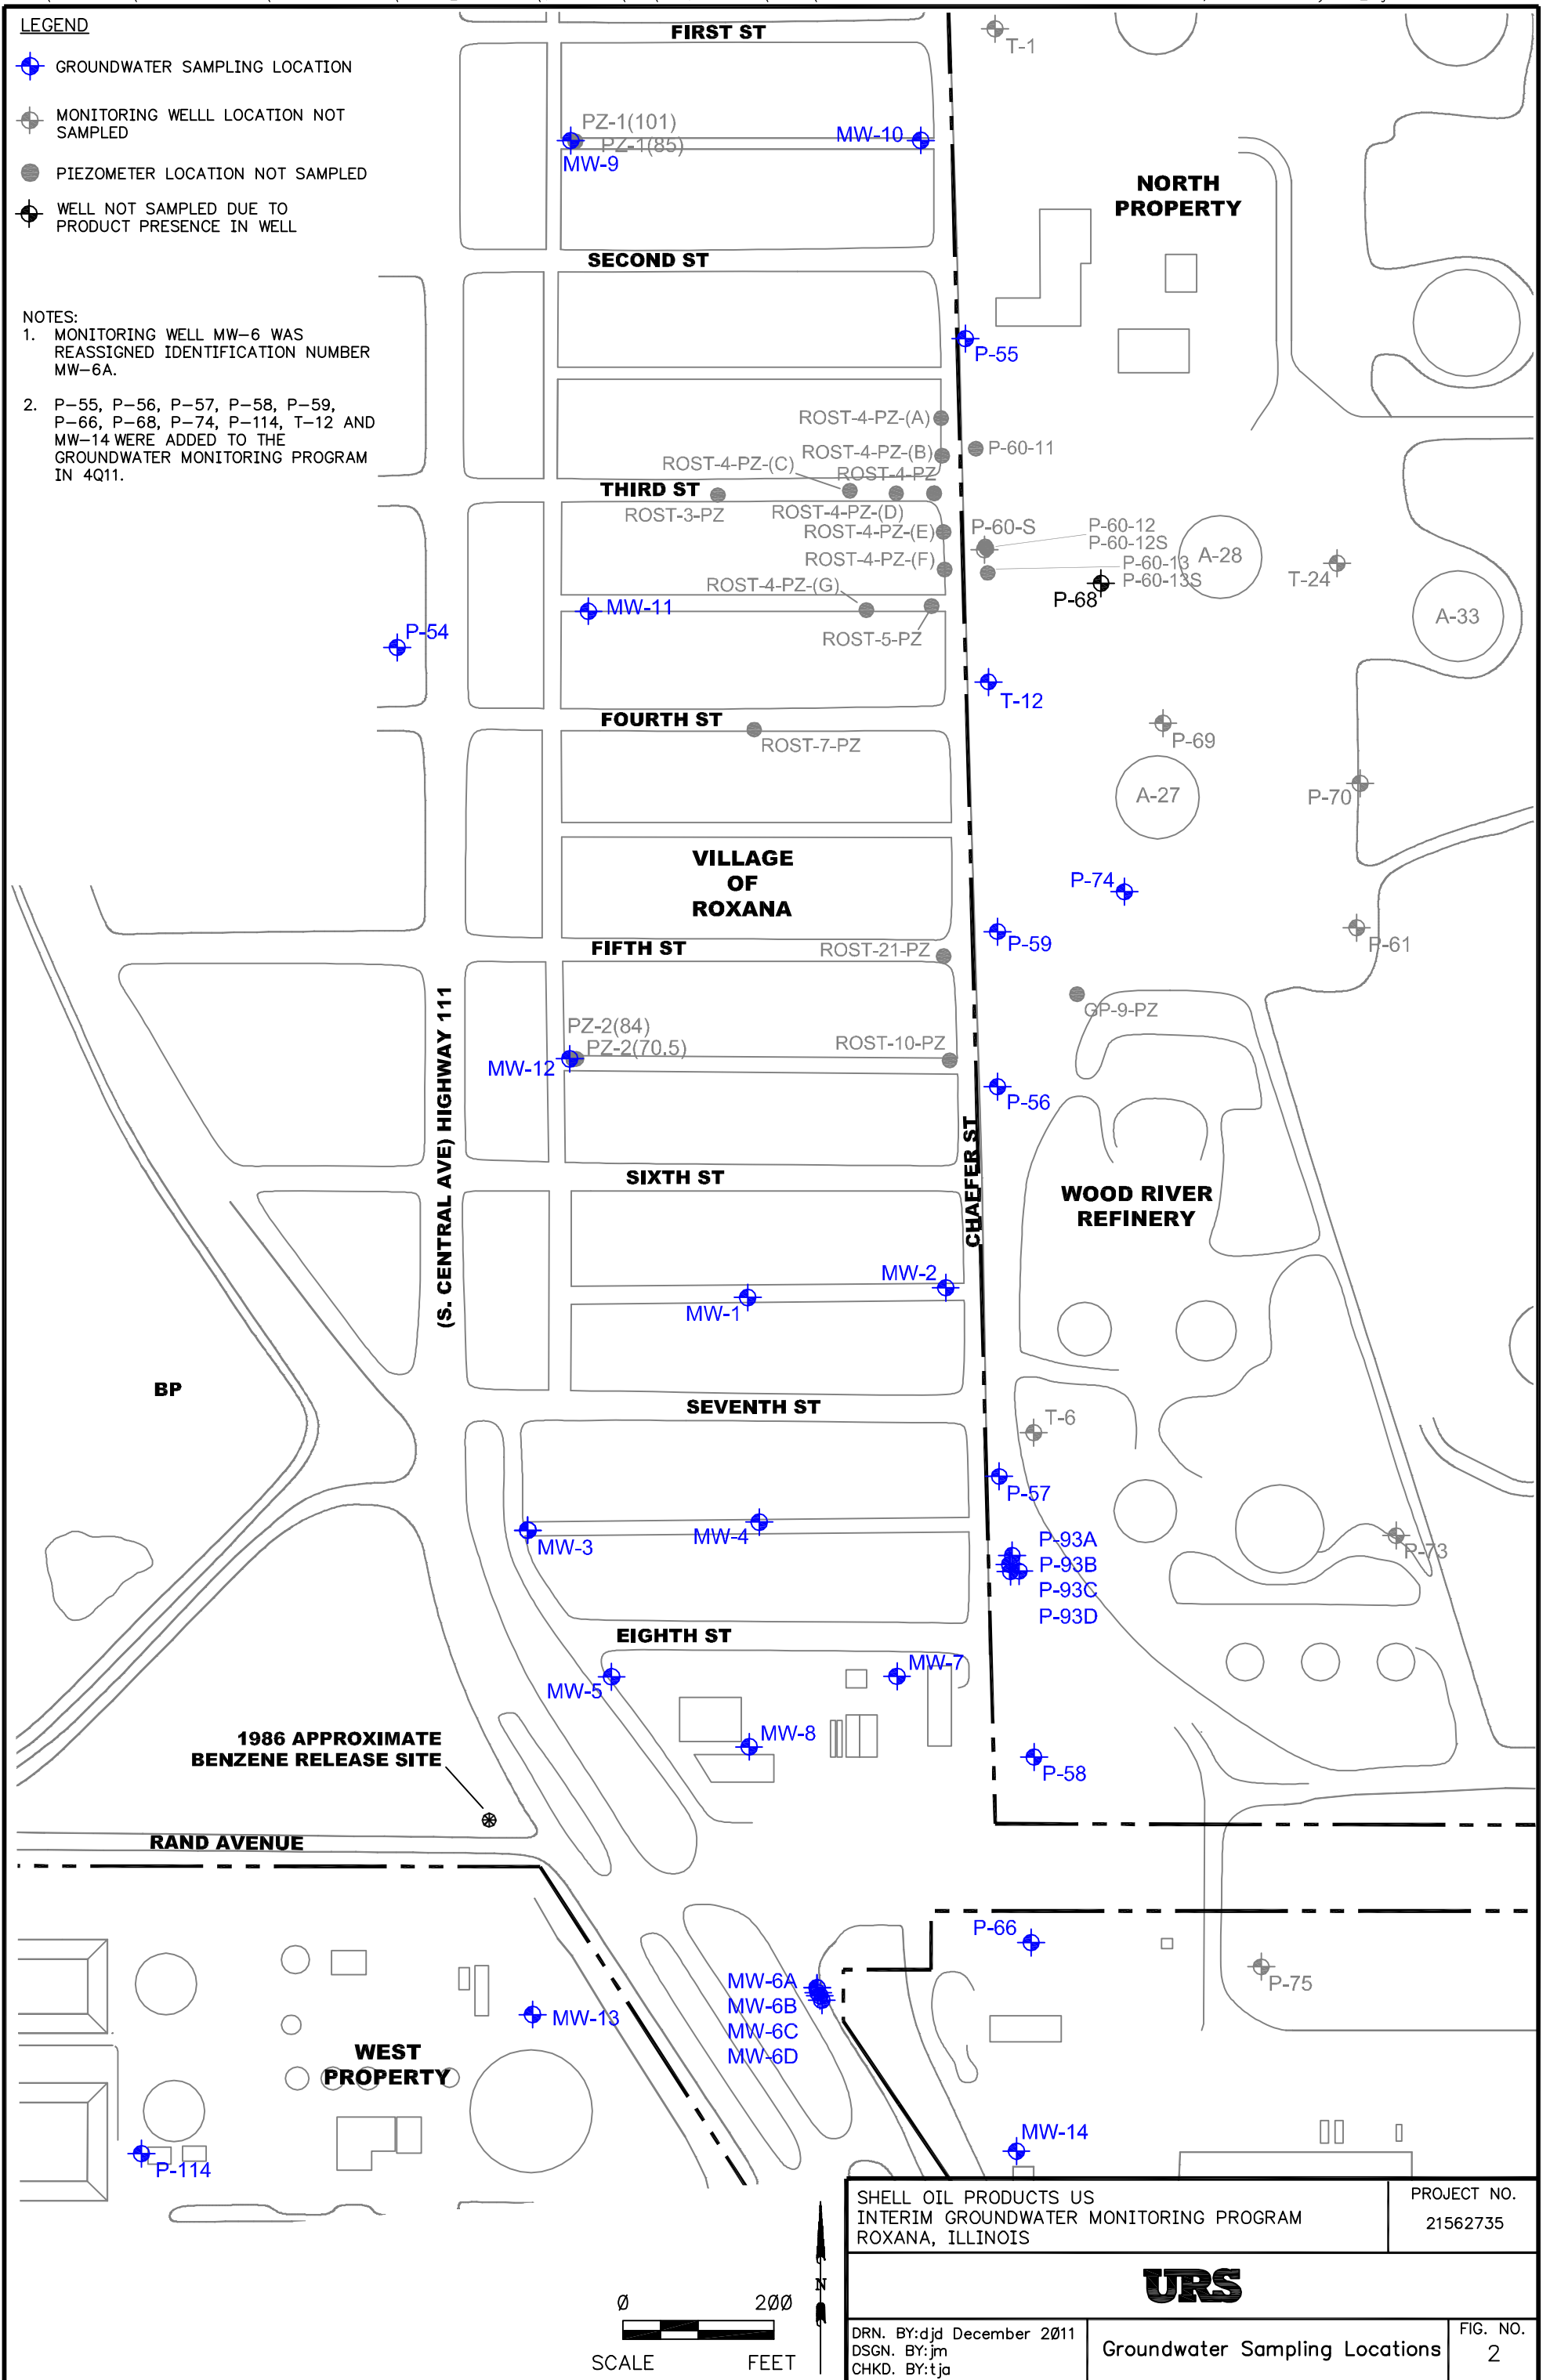 LEGEND
GROUNDWATER SAMPLING LOCATION
MONITORING WELLL LOCATION NOT
SAMPLED
PIEZOMETER LOCATION NOT SAMPLED
WELL NOT SAMPLED DUE TO
PRODUCT PRESENCE IN WELL
NOTES:
1. MONITORING WELL MW-6 WAS
REASSIGNED IDENTIFICATION NUMBER
MW-6A.
2. P-55, P-56, P-57, P-58, P-59,
P-66, P-68, P-74, P-114, T-12 AND
MW-14 WERE ADDED TO THE
GROUNDWATER MONITORING PROGRAM
IN 4Q11.
FIRST ST
T-1
PZ-1(101)
PZ-1(85)
MW-9
MW-10
NORTH
PROPERTY
SECOND ST
P-55
ROST-4-PZ-(A)
ROST-4-PZ-(B)
P-60-11
ROST-4-PZ-(C)
ROST-4-PZ
THIRD ST
ROST-3-PZ
ROST-4-PZ-(D)
ROST-4-PZ-(E)
P-60-S
P-60-12
P-60-12S
P-60-13
P-60-13S
A-28
T-24
ROST-4-PZ-(F)
ROST-4-PZ-(G)
P-68
A-33
MW-11
P-54
ROST-5-PZ
T-12
FOURTH ST
ROST-7-PZ
P-69
A-27
P-70
VILLAGE
OF
ROXANA
P-74
P-59
P-61
FIFTH ST
ROST-21-PZ
GP-9-PZ
(S. CENTRAL AVE) HIGHWAY 111
PZ-2(84)
PZ-2(70.5)
MW-12
ROST-10-PZ
P-56
CHAFFER ST
SIXTH ST
WOOD RIVER
REFINERY
MW-2
MW-1
BP
SEVENTH ST
T-6
P-57
MW-3
MW-4
P-93A
P-93B
P-93C
P-93D
P-73
EIGHTH ST
MW-5
MW-7
MW-8
P-58
1986 APPROXIMATE
BENZENE RELEASE SITE
RAND AVENUE
P-66
P-75
MW-6A
MW-6B
MW-6C
MW-6D
MW-13
WEST
PROPERTY
MW-14
P-114
N
0 200
SCALE FEET
SHELL OIL PRODUCTS US
INTERIM GROUNDWATER MONITORING PROGRAM
ROXANA, ILLINOIS
PROJECT NO.
21562735
URS
DRN. BY:djd December 2011
DSGN. BY:jm
CHKD. BY:tja
Groundwater Sampling Locations
FIG. NO.
2